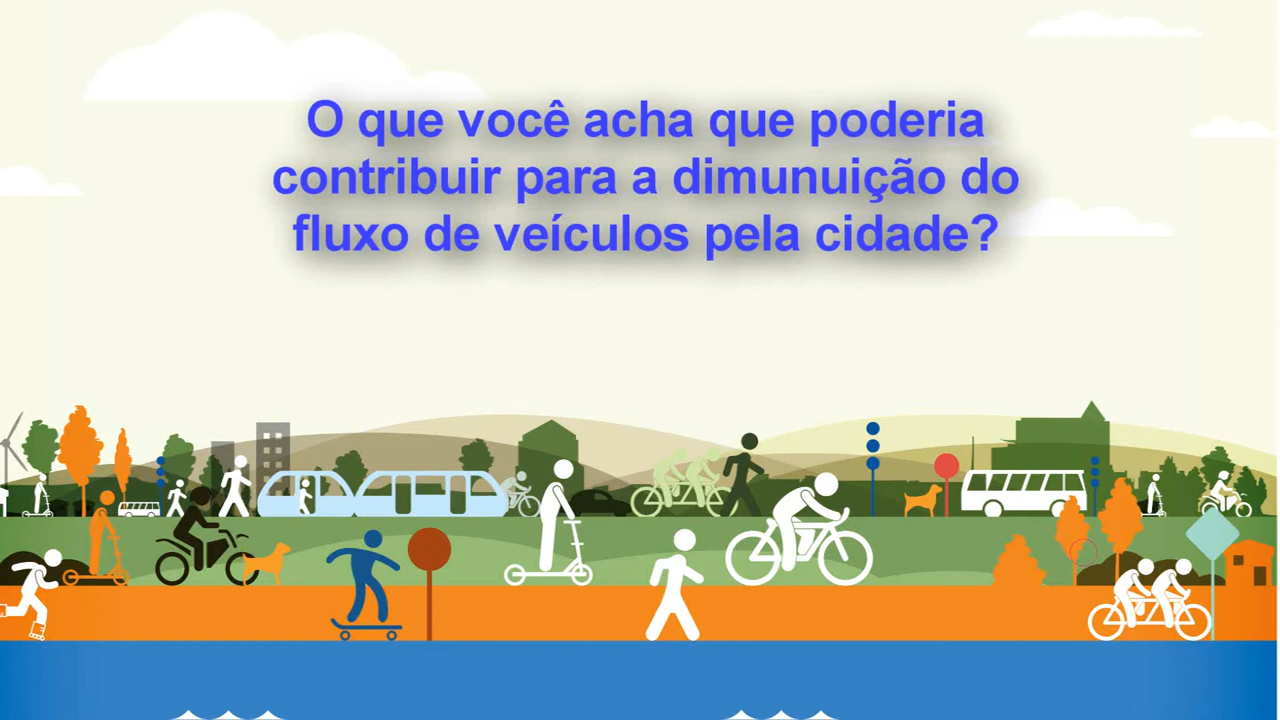 O que você acha que poderia
contribuir para a dimunuição do
fluxo de veículos pela cidade?